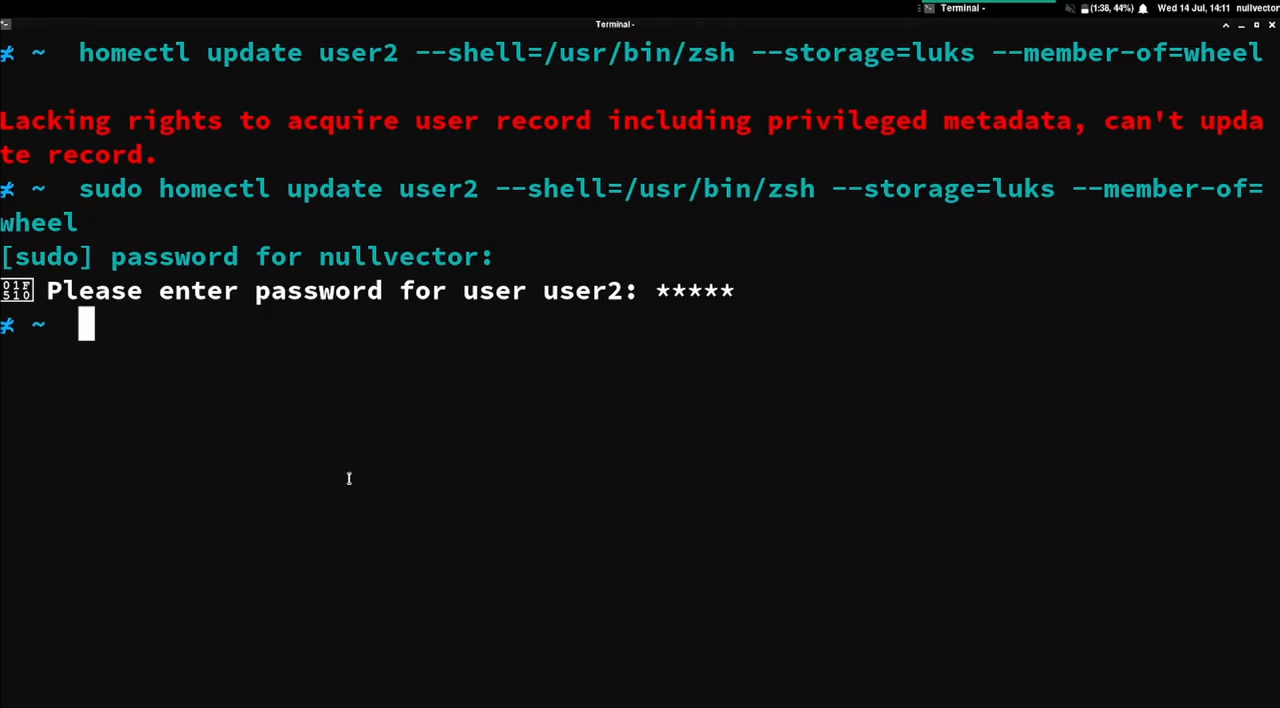 Terminal - (1:38, 44%) Wed 14 Jul, 14:11 nullvector
Terminal -
≭ ~ homectl update user2 --shell=/usr/bin/zsh --storage=luks --member-of=wheel
Lacking rights to acquire user record including privileged metadata, can't upda
te record.
≭ ~ sudo homectl update user2 --shell=/usr/bin/zsh --storage=luks --member-of=
wheel
[sudo] password for nullvector:
01F510 Please enter password for user user2: *****
≭ ~